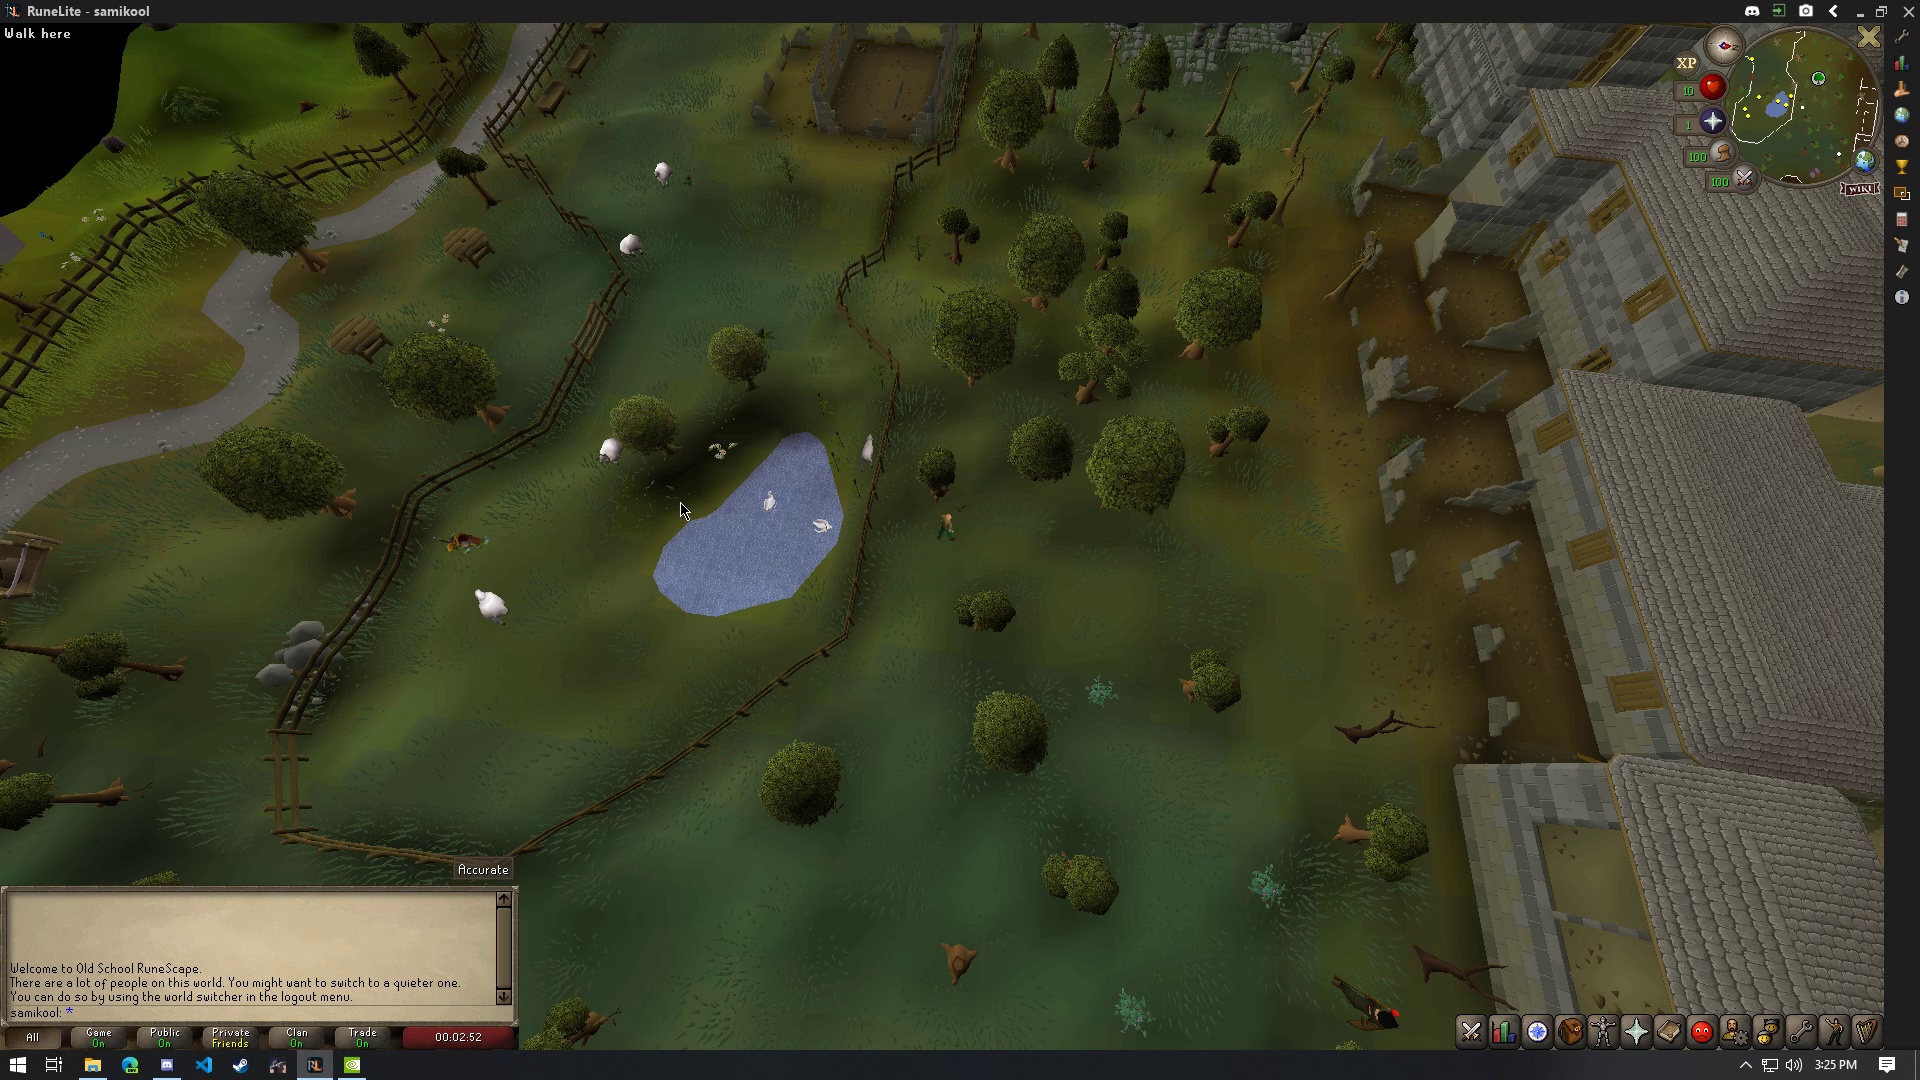 RuneLite - samikool
Walk here
XP
10
1
100
100
WIKI
Accurate
Welcome to Old School RuneScape.
There are a lot of people on this world. You might want to switch to a quieter one.
You can do so by using the world switcher in the logout menu.
samikool: *
All
Game
On
Public
On
Private
Friends
Clan
On
Trade
On
00:02:52
3:25 PM